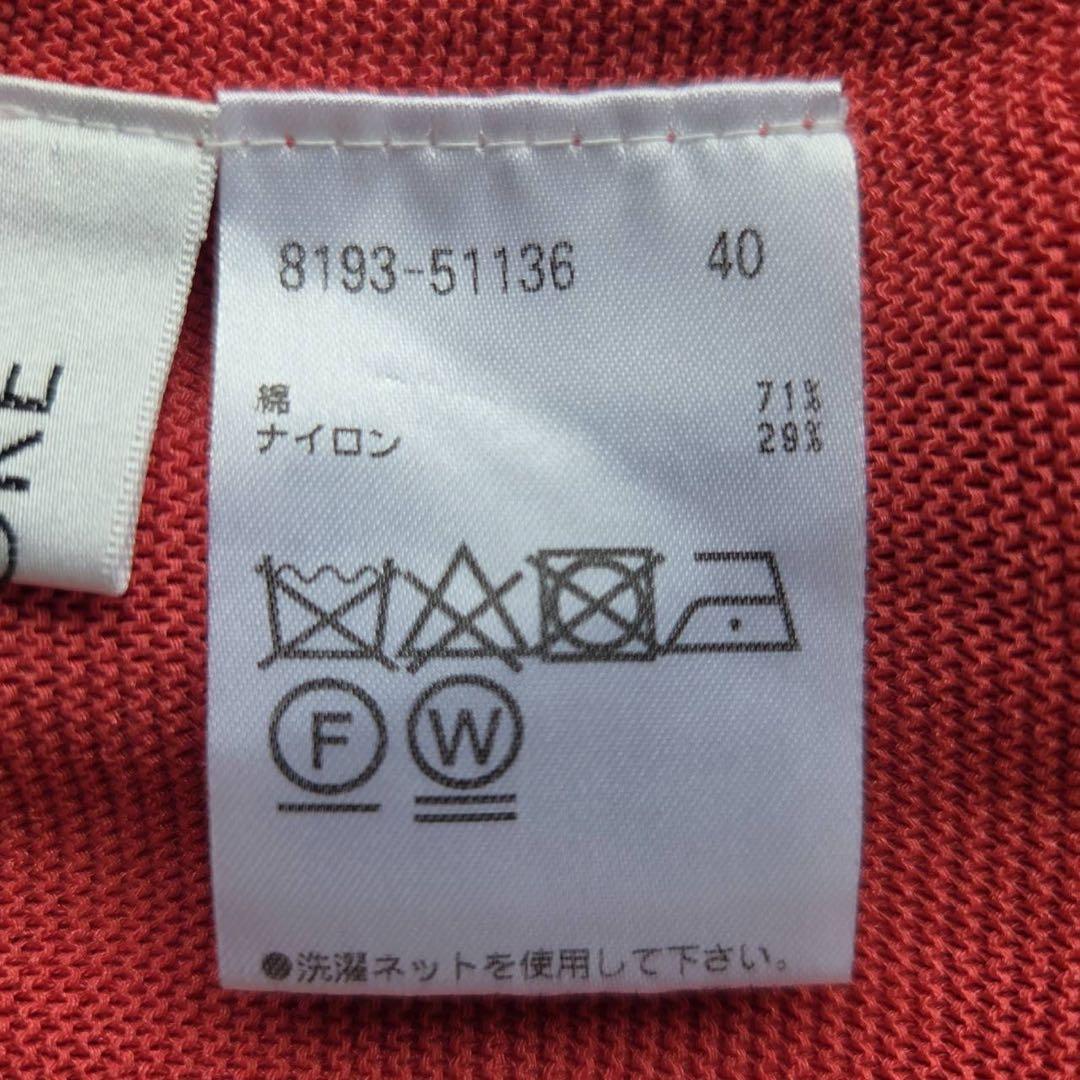 8193-51136 40
綿 71%
ナイロン 29%
F W
●洗濯ネットを使用して下さい。